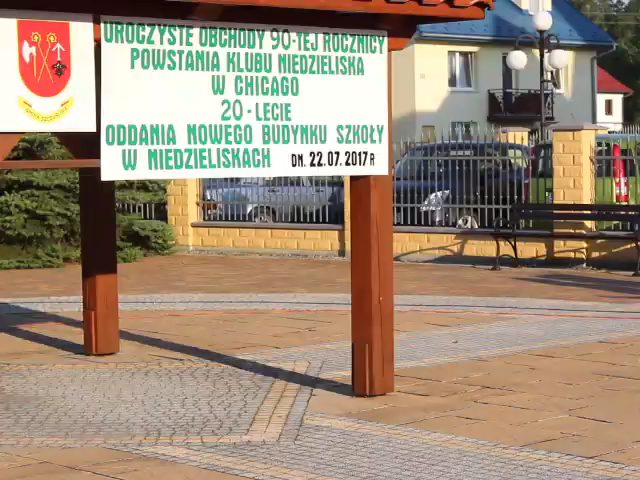 UROCZYSTE OBCHODY 90-TEJ ROCZNICY
POWSTANIA KLUBU NIEDZIELISKA
W CHICAGO
20-LECIE
ODDANIA NOWEGO BUDYNKU SZKOŁY
W NIEDZIELISKACH DN. 22.07.2017R